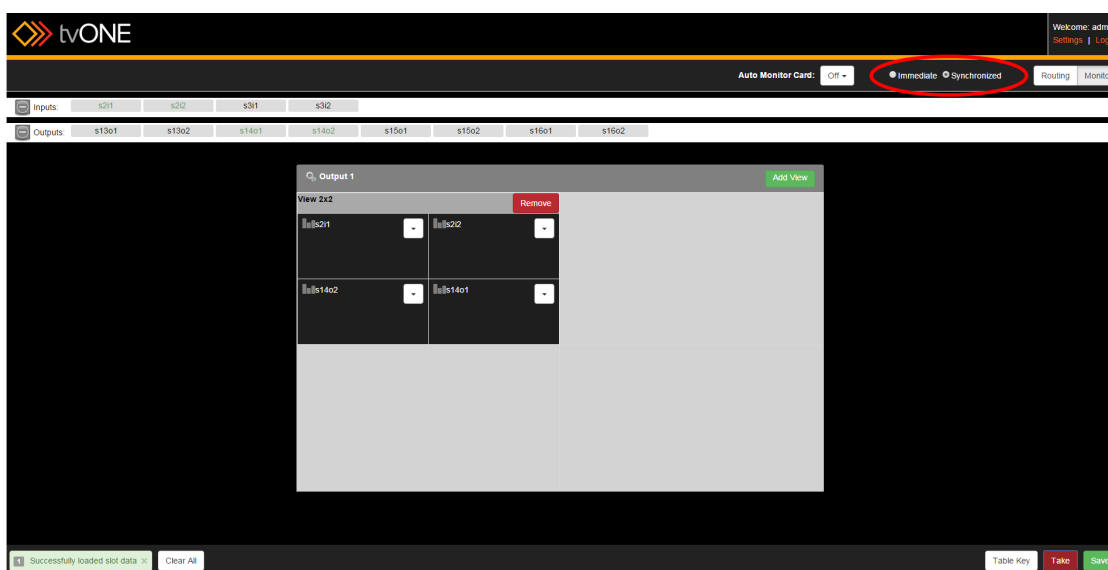 tvONE
Welcome: adm
Settings | Log
Auto Monitor Card: Off Immediate Synchronized Routing Monito
Inputs: s2i1 s2i2 s3i1 s3i2
Outputs: s13o1 s13o2 s14o1 s14o2 s15o1 s15o2 s16o1 s16o2
Output 1 Add View
View 2x2 Remove
s2i1 s2i2
s14o2 s14o1
1 Successfully loaded slot data × Clear All Table Key Take Save